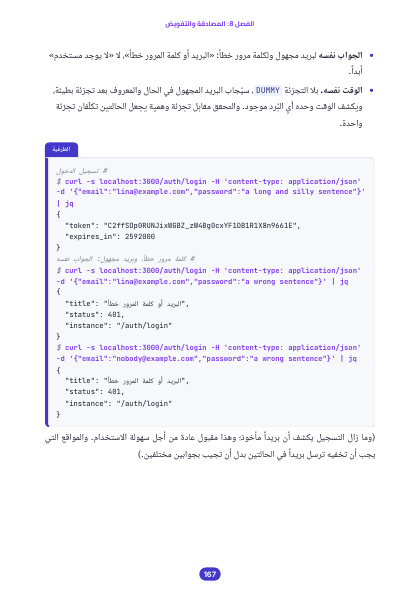 الفصل 8: المصادقة والتفويض
• الجواب نفسه لبريد مجهول ولكلمة مرور خطأ: «البريد أو كلمة المرور خطأ»، لا «لا يوجد مستخدم»
أبداً.
• الوقت نفسه. بلا التجزئة DUMMY، سيُجاب البريد المجهول في الحال والمعروف بعد تجزئة بطيئة،
ويكشف الوقت وحده أي البُرد موجود. والتحقق مقابل تجزئة وهمية يجعل الحالتين تكلّفان تجزئة
واحدة.
الطرفية
# تسجيل الدخول
$ curl -s localhost:3000/auth/login -H 'content-type: application/json'
-d '{"email":"lina@example.com","password":"a long and silly sentence"}'
| jq
{
"token": "C2ffSOp0RUNJixWGBZ_zW4Bg0cxYF1DB1R1X8n9661E",
"expires_in": 2592000
}
# كلمة مرور خطأ، وبريد مجهول: الجواب نفسه
$ curl -s localhost:3000/auth/login -H 'content-type: application/json'
-d '{"email":"lina@example.com","password":"a wrong sentence"}' | jq
{
"title": "البريد أو كلمة المرور خطأ",
"status": 401,
"instance": "/auth/login"
}
$ curl -s localhost:3000/auth/login -H 'content-type: application/json'
-d '{"email":"nobody@example.com","password":"a wrong sentence"}' | jq
{
"title": "البريد أو كلمة المرور خطأ",
"status": 401,
"instance": "/auth/login"
}
(وما زال التسجيل يكشف أن بريداً مأخوذ؛ وهذا مقبول عادة من أجل سهولة الاستخدام. والمواقع التي
يجب أن تخفيه ترسل بريداً في الحالتين بدل أن تجيب بجوابين مختلفين.)
167